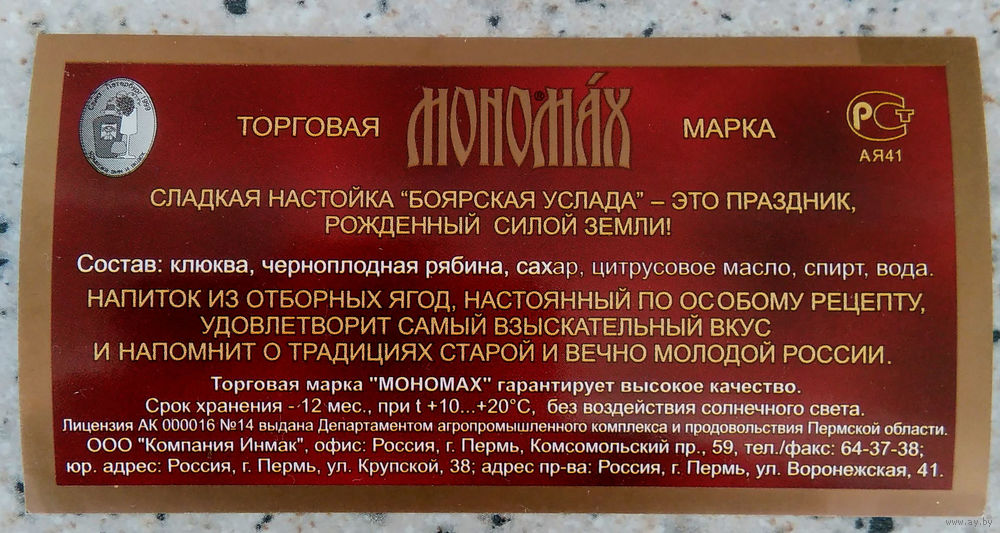 ТОРГОВАЯ МОНОМАХ® МАРКА
РСТ
АЯ41
СЛАДКАЯ НАСТОЙКА “БОЯРСКАЯ УСЛАДА” – ЭТО ПРАЗДНИК,
РОЖДЕННЫЙ СИЛОЙ ЗЕМЛИ!
Состав: клюква, черноплодная рябина, сахар, цитрусовое масло, спирт, вода.
НАПИТОК ИЗ ОТБОРНЫХ ЯГОД, НАСТОЯННЫЙ ПО ОСОБОМУ РЕЦЕПТУ,
УДОВЛЕТВОРИТ САМЫЙ ВЗЫСКАТЕЛЬНЫЙ ВКУС
И НАПОМНИТ О ТРАДИЦИЯХ СТАРОЙ И ВЕЧНО МОЛОДОЙ РОССИИ.
Торговая марка "МОНОМАХ" гарантирует высокое качество.
Срок хранения - 12 мес., при t +10...+20°С, без воздействия солнечного света.
Лицензия АК 000016 №14 выдана Департаментом агропромышленного комплекса и продовольствия Пермской области.
ООО "Компания Инмак", офис: Россия, г. Пермь, Комсомольский пр., 59, тел./факс: 64-37-38;
юр. адрес: Россия, г. Пермь, ул. Крупской, 38; адрес пр-ва: Россия, г. Пермь, ул. Воронежская, 41.
www.ay.by